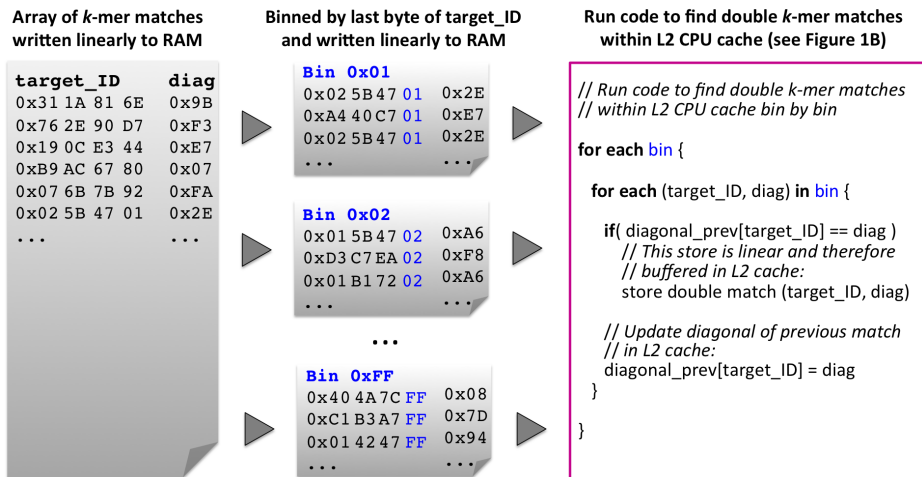 Array of k-mer matches
written linearly to RAM
target_ID diag
0x31 1A 81 6E 0x9B
0x76 2E 90 D7 0xF3
0x19 0C E3 44 0xE7
0xB9 AC 67 80 0x07
0x07 6B 7B 92 0xFA
0x02 5B 47 01 0x2E
... ...
Binned by last byte of target_ID
and written linearly to RAM
Bin 0x01
0x02 5B 47 01 0x2E
0xA4 40 C7 01 0xE7
0x02 5B 47 01 0x2E
... ...
Bin 0x02
0x01 5B 47 02 0xA6
0xD3 C7 EA 02 0xF8
0x01 B1 72 02 0xA6
... ...
...
Bin 0xFF
0x40 4A 7C FF 0x08
0xC1 B3 A7 FF 0x7D
0x01 42 47 FF 0x94
... ...
Run code to find double k-mer matches
within L2 CPU cache (see Figure 1B)
// Run code to find double k-mer matches
// within L2 CPU cache bin by bin
for each bin {
for each (target_ID, diag) in bin {
if( diagonal_prev[target_ID] == diag )
// This store is linear and therefore
// buffered in L2 cache:
store double match (target_ID, diag)
// Update diagonal of previous match
// in L2 cache:
diagonal_prev[target_ID] = diag
}
}